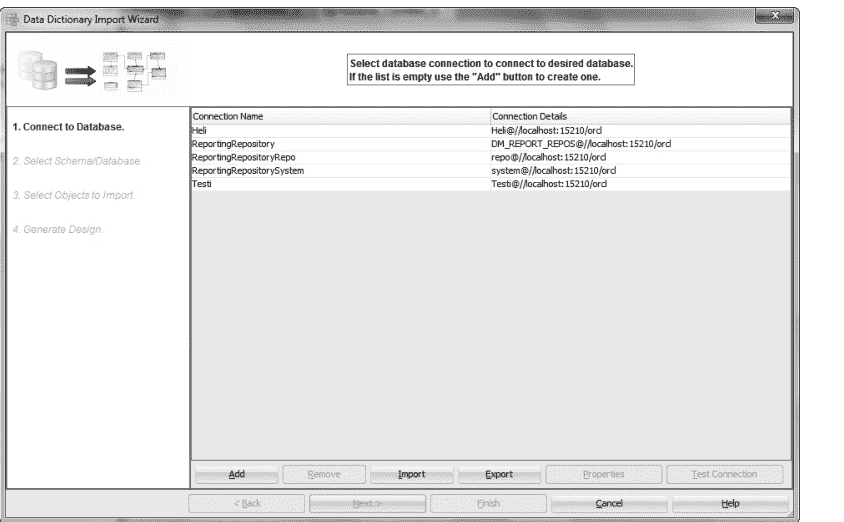 Data Dictionary Import Wizard
Select database connection to connect to desired database.
If the list is empty use the "Add" button to create one.
1. Connect to Database.
2. Select Schema/Database.
3. Select Objects to Import.
4. Generate Design.
Connection Name Connection Details
Heli Heli@//localhost:15210/orcl
ReportingRepository DM_REPORT_REPOS@//localhost:15210/orcl
ReportingRepositoryRepo repo@//localhost:15210/orcl
ReportingRepositorySystem system@//localhost:15210/orcl
Testi Testi@//localhost:15210/orcl
Add Remove Import Export Properties Test Connection
< Back Next > Finish Cancel Help